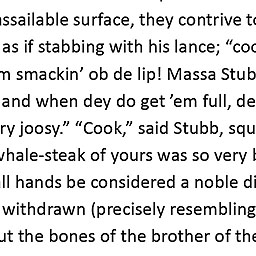 assailable surface, they contrive t
as if stabbing with his lance; “coo
m smackin’ ob de lip! Massa Stub
and when dey do get ’em full, de
ry joosy.” “Cook,” said Stubb, squ
whale-steak of yours was so very b
ll hands be considered a noble di
withdrawn (precisely resembling
ut the bones of the brother of the